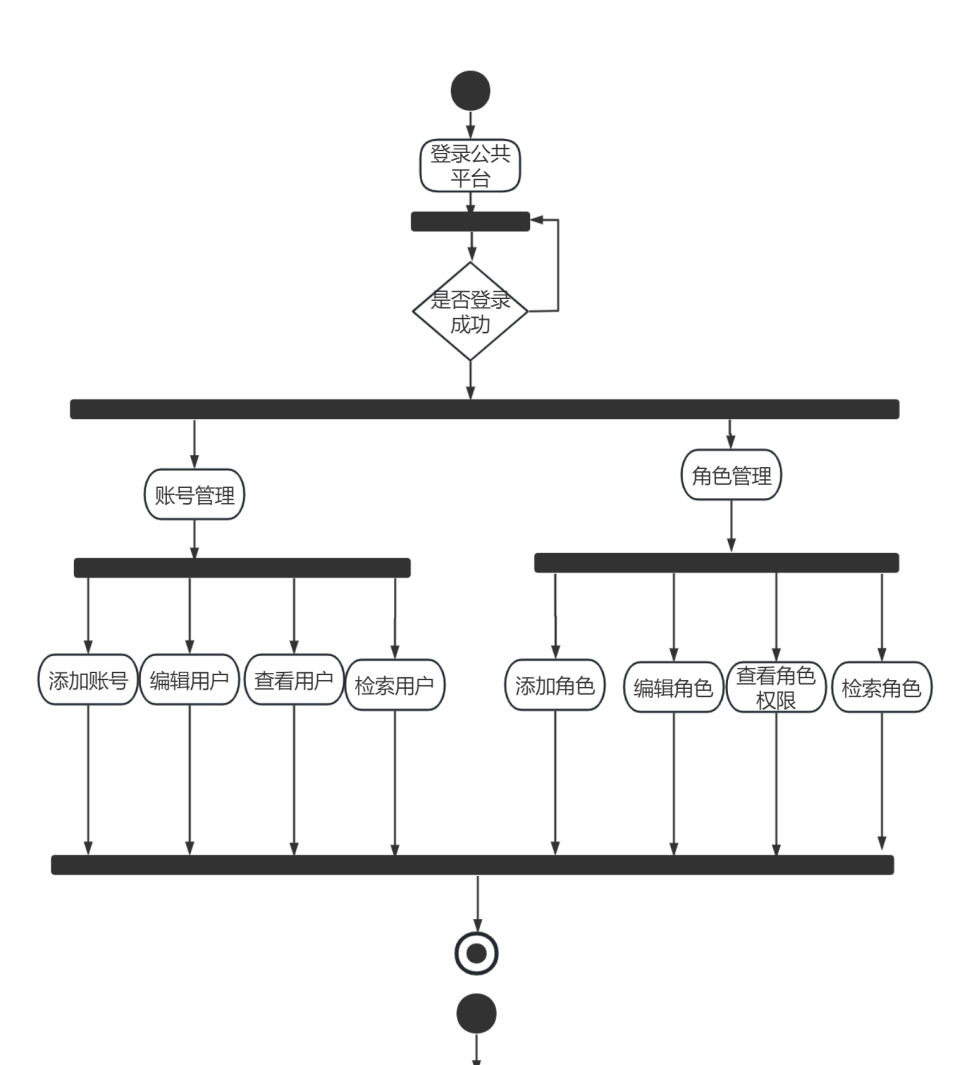 登录公共
平台
是否登录
成功
账号管理
角色管理
添加账号
编辑用户
查看用户
检索用户
添加角色
编辑角色
查看角色
权限
检索角色